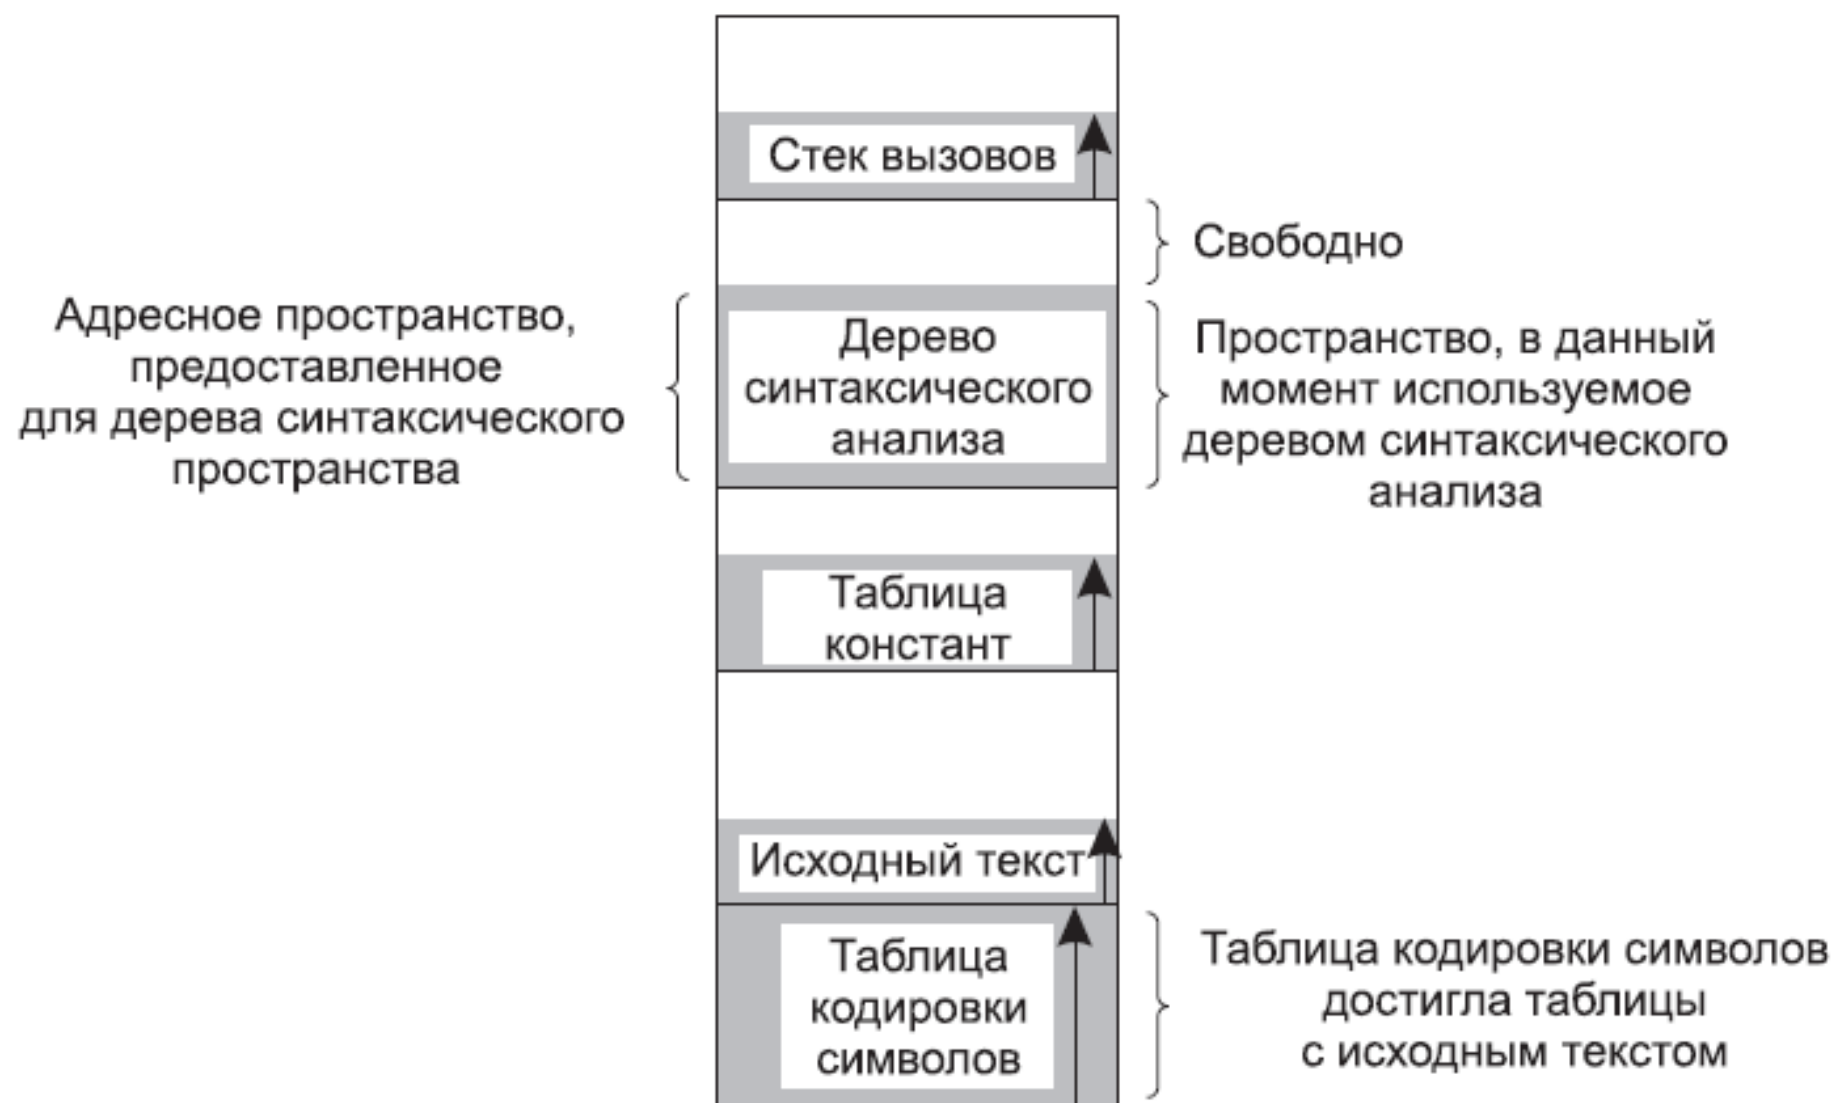 Стек вызовов
Свободно
Адресное пространство,
предоставленное
для дерева синтаксического
пространства
Дерево
синтаксического
анализа
Пространство, в данный
момент используемое
деревом синтаксического
анализа
Таблица
констант
Исходный текст
Таблица
кодировки
символов
Таблица кодировки символов
достигла таблицы
с исходным текстом